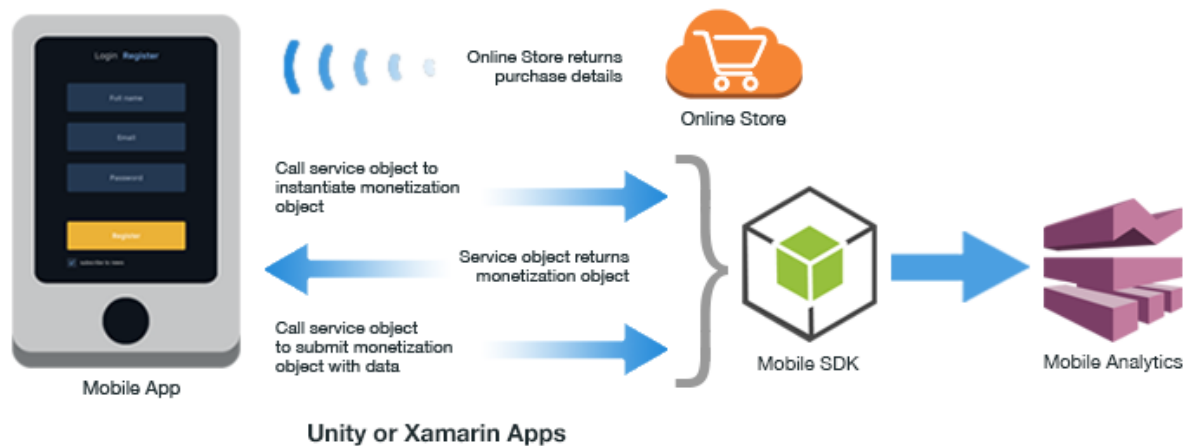 Login Register
Full name
Email
Password
Register
subscribe to news
Mobile App
Online Store returns
purchase details
Online Store
Call service object to
instantiate monetization
object
Service object returns
monetization object
Call service object
to submit monetization
object with data
Mobile SDK
Mobile Analytics
Unity or Xamarin Apps